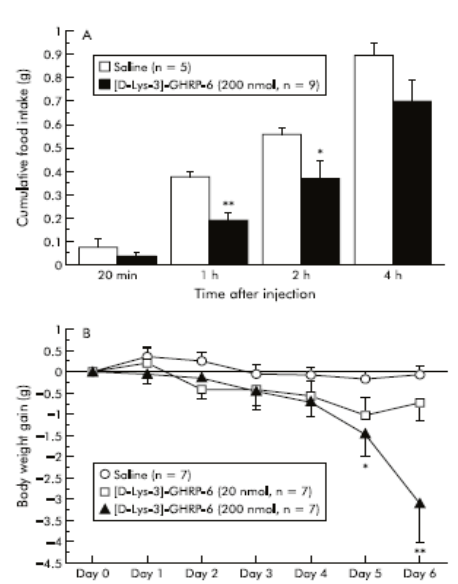 A
Saline (n = 5)
[D-Lys-3]-GHRP-6 (200 nmol, n = 9)
Cumulative food intake (g)
1
0.9
0.8
0.7
0.6
0.5
0.4
0.3
0.2
0.1
0
**
*
20 min 1 h 2 h 4 h
Time after injection
B
Body weight gain (g)
1
0.5
0
−0.5
−1
−1.5
−2
−2.5
−3
−3.5
−4
−4.5
Saline (n = 7)
[D-Lys-3]-GHRP-6 (20 nmol, n = 7)
[D-Lys-3]-GHRP-6 (200 nmol, n = 7)
*
**
Day 0 Day 1 Day 2 Day 3 Day 4 Day 5 Day 6